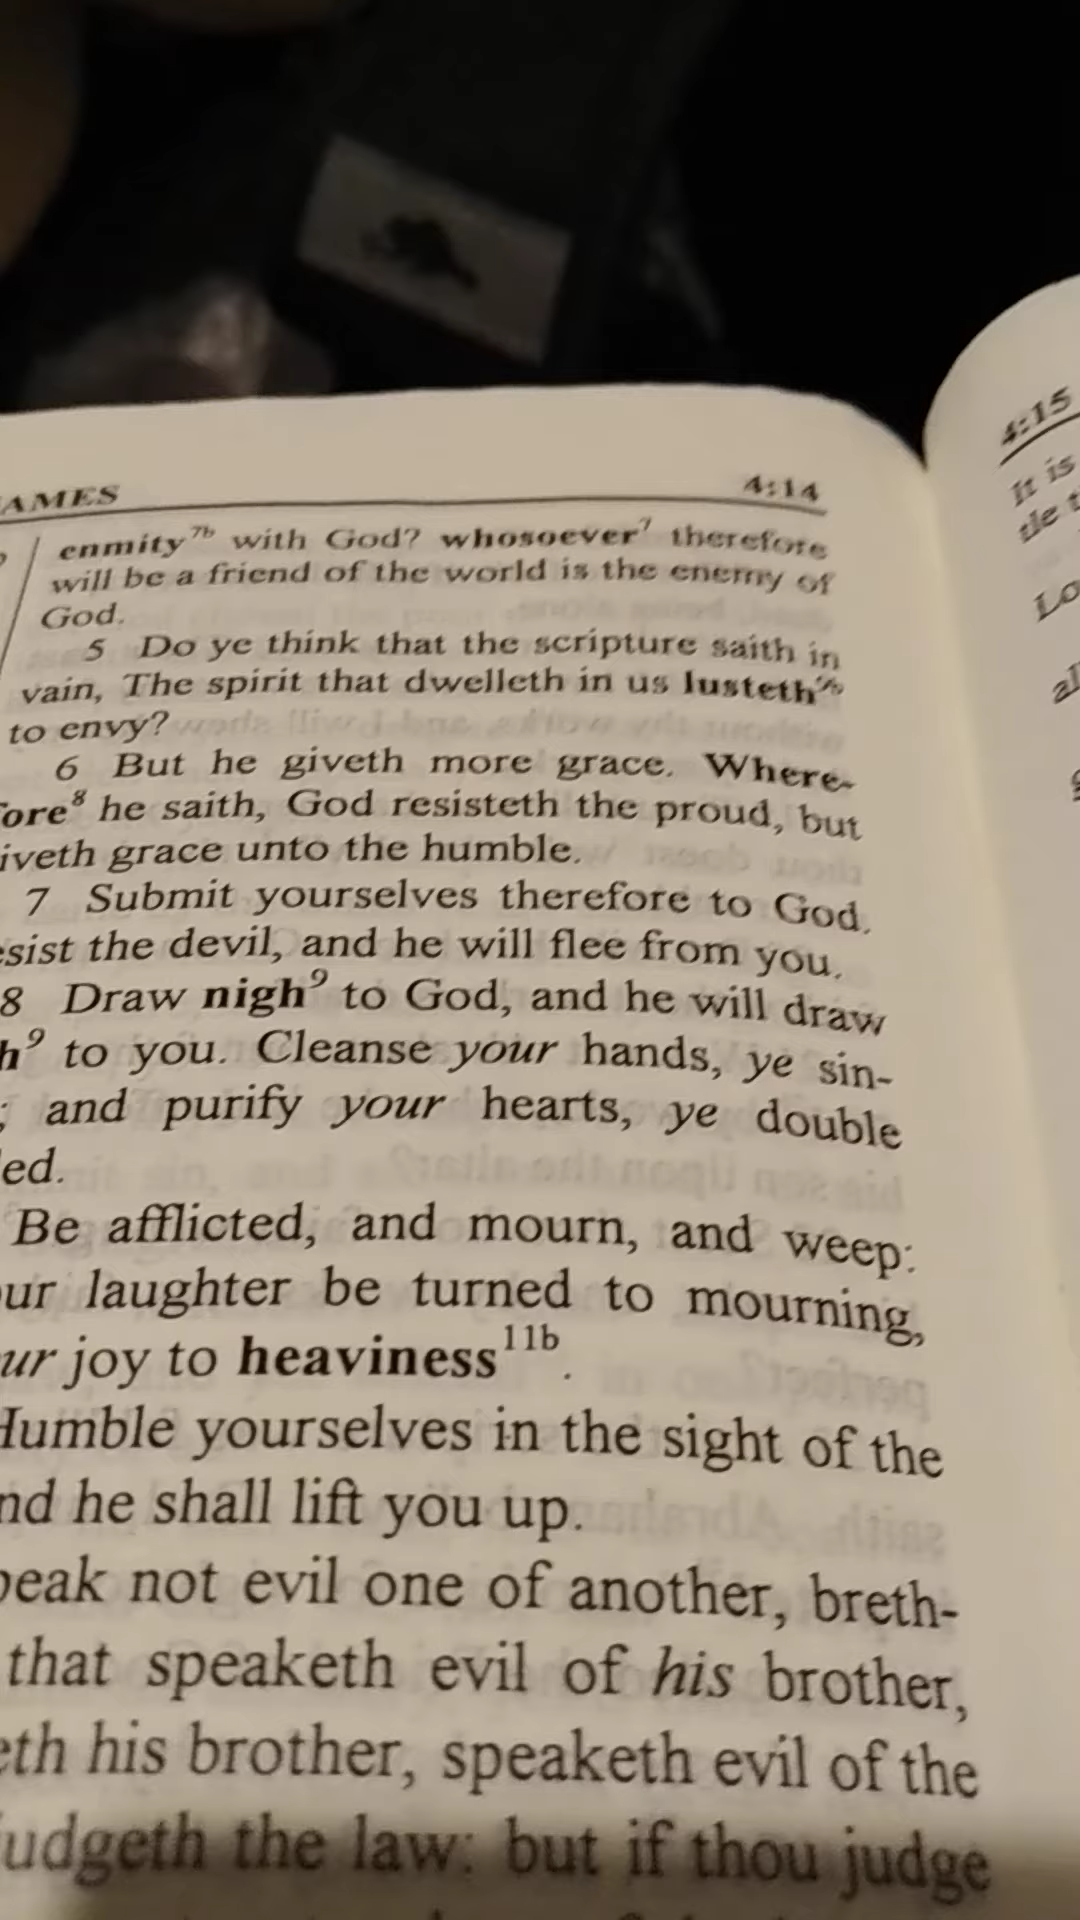 AMES 4:14
enmity7b with God? whosoever7 therefore
will be a friend of the world is the enemy of
God.
5 Do ye think that the scripture saith in
vain, The spirit that dwelleth in us lusteth
to envy?
6 But he giveth more grace. Where-
fore8 he saith, God resisteth the proud, but
iveth grace unto the humble.
7 Submit yourselves therefore to God.
esist the devil, and he will flee from you.
8 Draw nigh9 to God, and he will draw
h9 to you. Cleanse your hands, ye sin-
; and purify your hearts, ye double
ed.
Be afflicted, and mourn, and weep:
our laughter be turned to mourning,
ur joy to heaviness11b.
Humble yourselves in the sight of the
nd he shall lift you up.
peak not evil one of another, breth-
that speaketh evil of his brother,
eth his brother, speaketh evil of the
judgeth the law: but if thou judge
4:15
It is
tle t
Lo
al